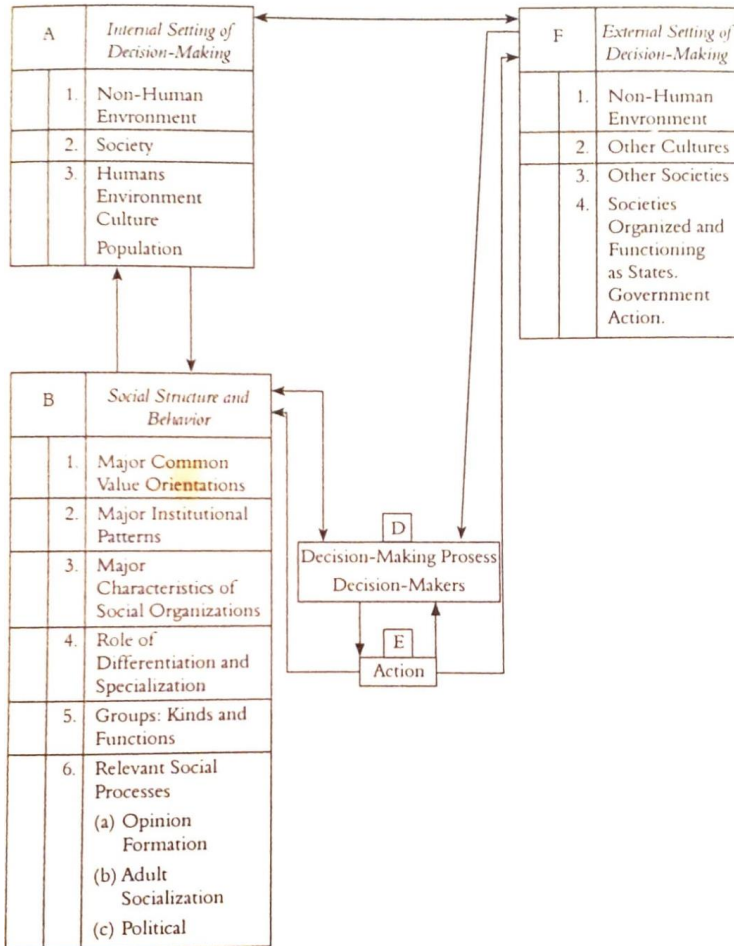 A
Internal Setting of
Decision-Making
1. Non-Human
Envronment
2. Society
3. Humans
Environment
Culture
Population
F
External Setting of
Decision-Making
1. Non-Human
Envronment
2. Other Cultures
3. Other Societies
4. Societies
Organized and
Functioning
as States.
Government
Action.
B
Social Structure and
Behavior
1. Major Common
Value Orientations
2. Major Institutional
Patterns
3. Major
Characteristics of
Social Organizations
4. Role of
Differentiation and
Specialization
5. Groups: Kinds and
Functions
6. Relevant Social
Processes
(a) Opinion
Formation
(b) Adult
Socialization
(c) Political
D
Decision-Making Prosess
Decision-Makers
E
Action